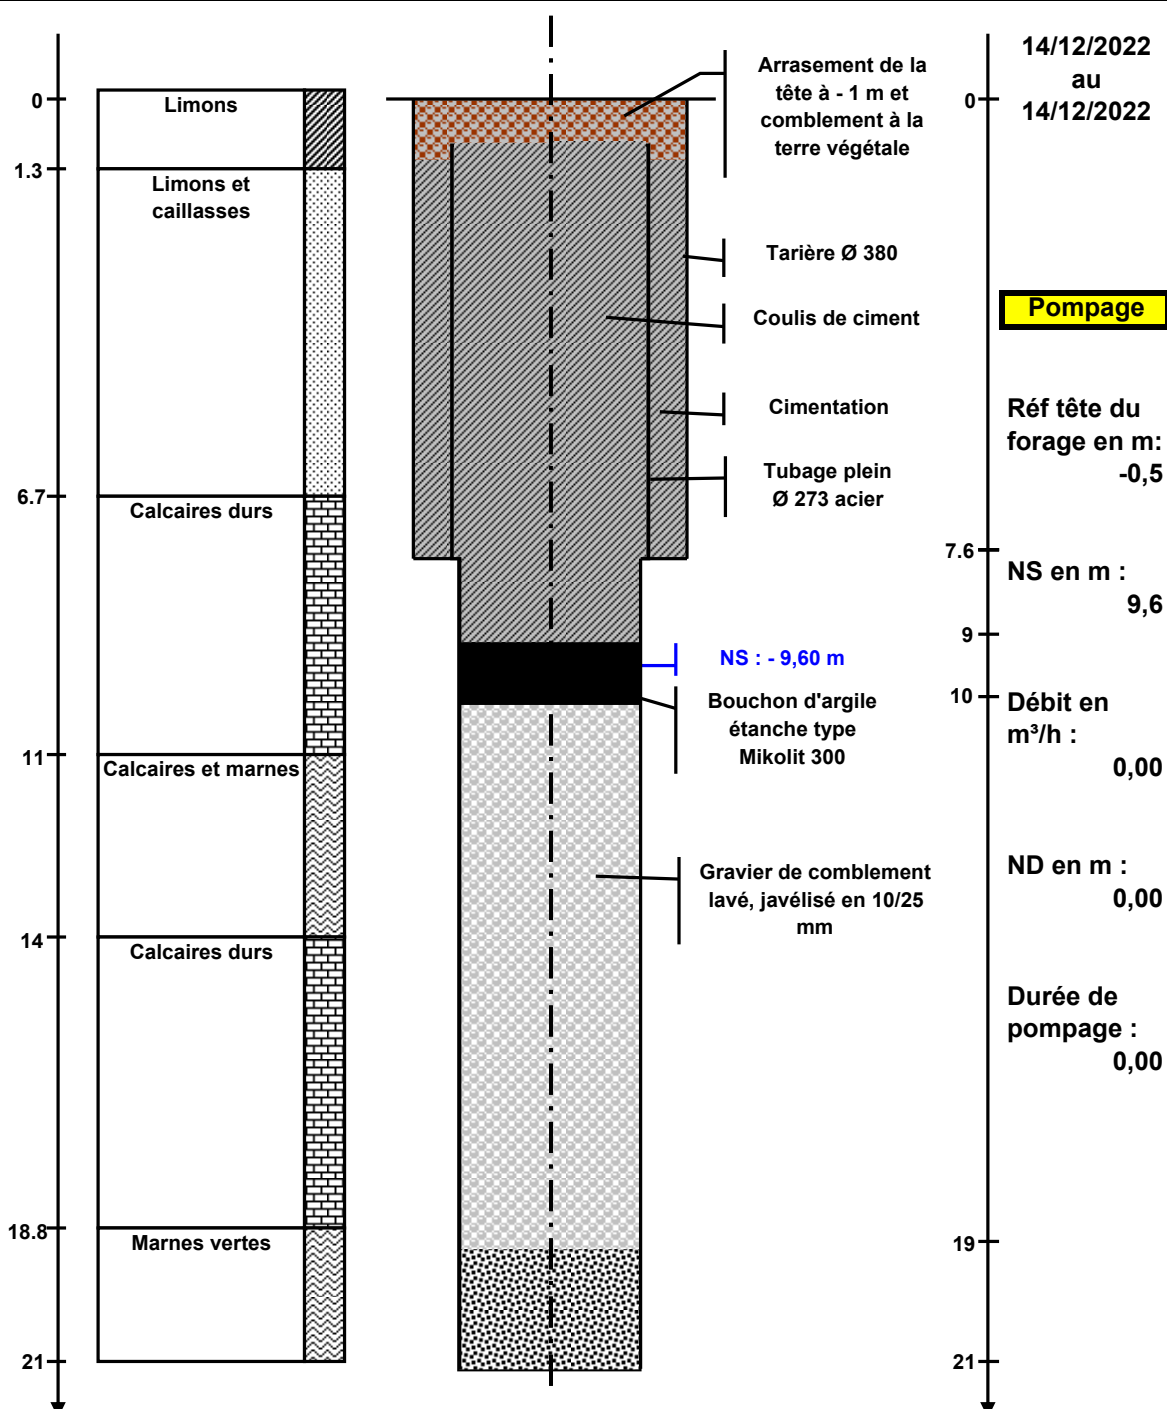 0
Limons
1.3
Limons et
caillasses
6.7
Calcaires durs
11
Calcaires et marnes
14
Calcaires durs
18.8
Marnes vertes
21
Arrasement de la
tête à - 1 m et
comblement à la
terre végétale
Tarière Ø 380
Coulis de ciment
Cimentation
Tubage plein
Ø 273 acier
NS : - 9,60 m
Bouchon d'argile
étanche type
Mikolit 300
Gravier de comblement
lavé, javélisé en 10/25
mm
0
7.6
9
10
19
21
14/12/2022
au
14/12/2022
Pompage
Réf tête du
forage en m:
-0,5
NS en m :
9,6
Débit en
m³/h :
0,00
ND en m :
0,00
Durée de
pompage :
0,00